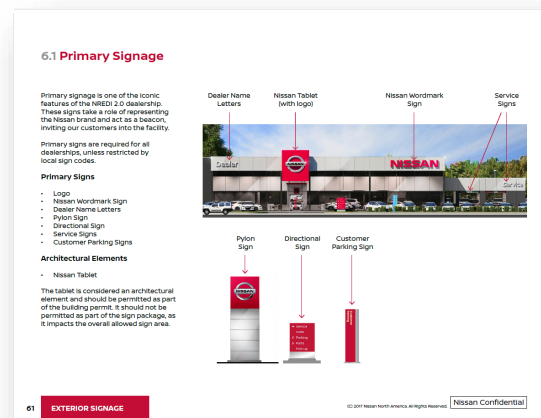 6.1 Primary Signage
Primary signage is one of the iconic
features of the NREDI 2.0 dealership.
These signs take a role of representing
the Nissan brand and act as a beacon,
inviting our customers into the facility.
Primary signs are required for all
dealerships, unless restricted by
local sign codes.
Primary Signs
• Logo
• Nissan Wordmark Sign
• Dealer Name Letters
• Pylon Sign
• Directional Sign
• Service Signs
• Customer Parking Signs
Architectural Elements
• Nissan Tablet
The tablet is considered an architectural
element and should be permitted as part
of the building permit. It should not be
permitted as part of the sign package, as
it impacts the overall allowed sign area.
Dealer Name
Letters
Nissan Tablet
(with logo)
Nissan Wordmark
Sign
Service
Signs
Dealer
NISSAN
NISSAN
Service
Pylon
Sign
Directional
Sign
Customer
Parking Sign
NISSAN
Service
Parking
Parts
61 EXTERIOR SIGNAGE
(C) 2017 Nissan North America. All Rights Reserved.
Nissan Confidential